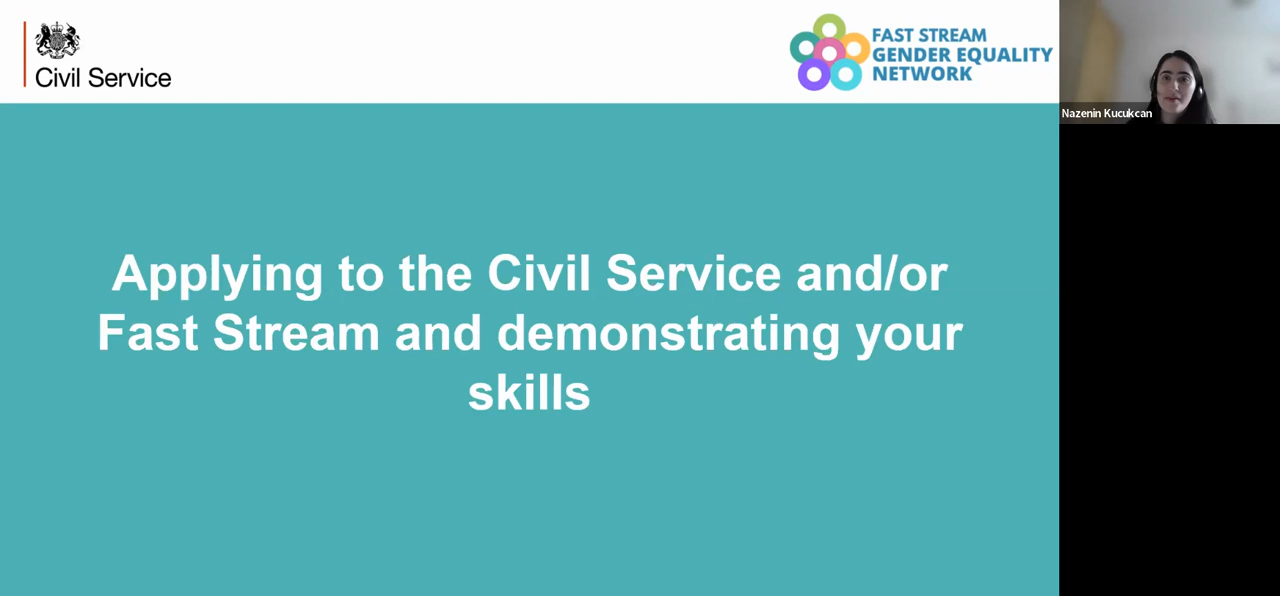 Civil Service
FAST STREAM
GENDER EQUALITY
NETWORK
Nazenin Kucukcan
Applying to the Civil Service and/or
Fast Stream and demonstrating your
skills